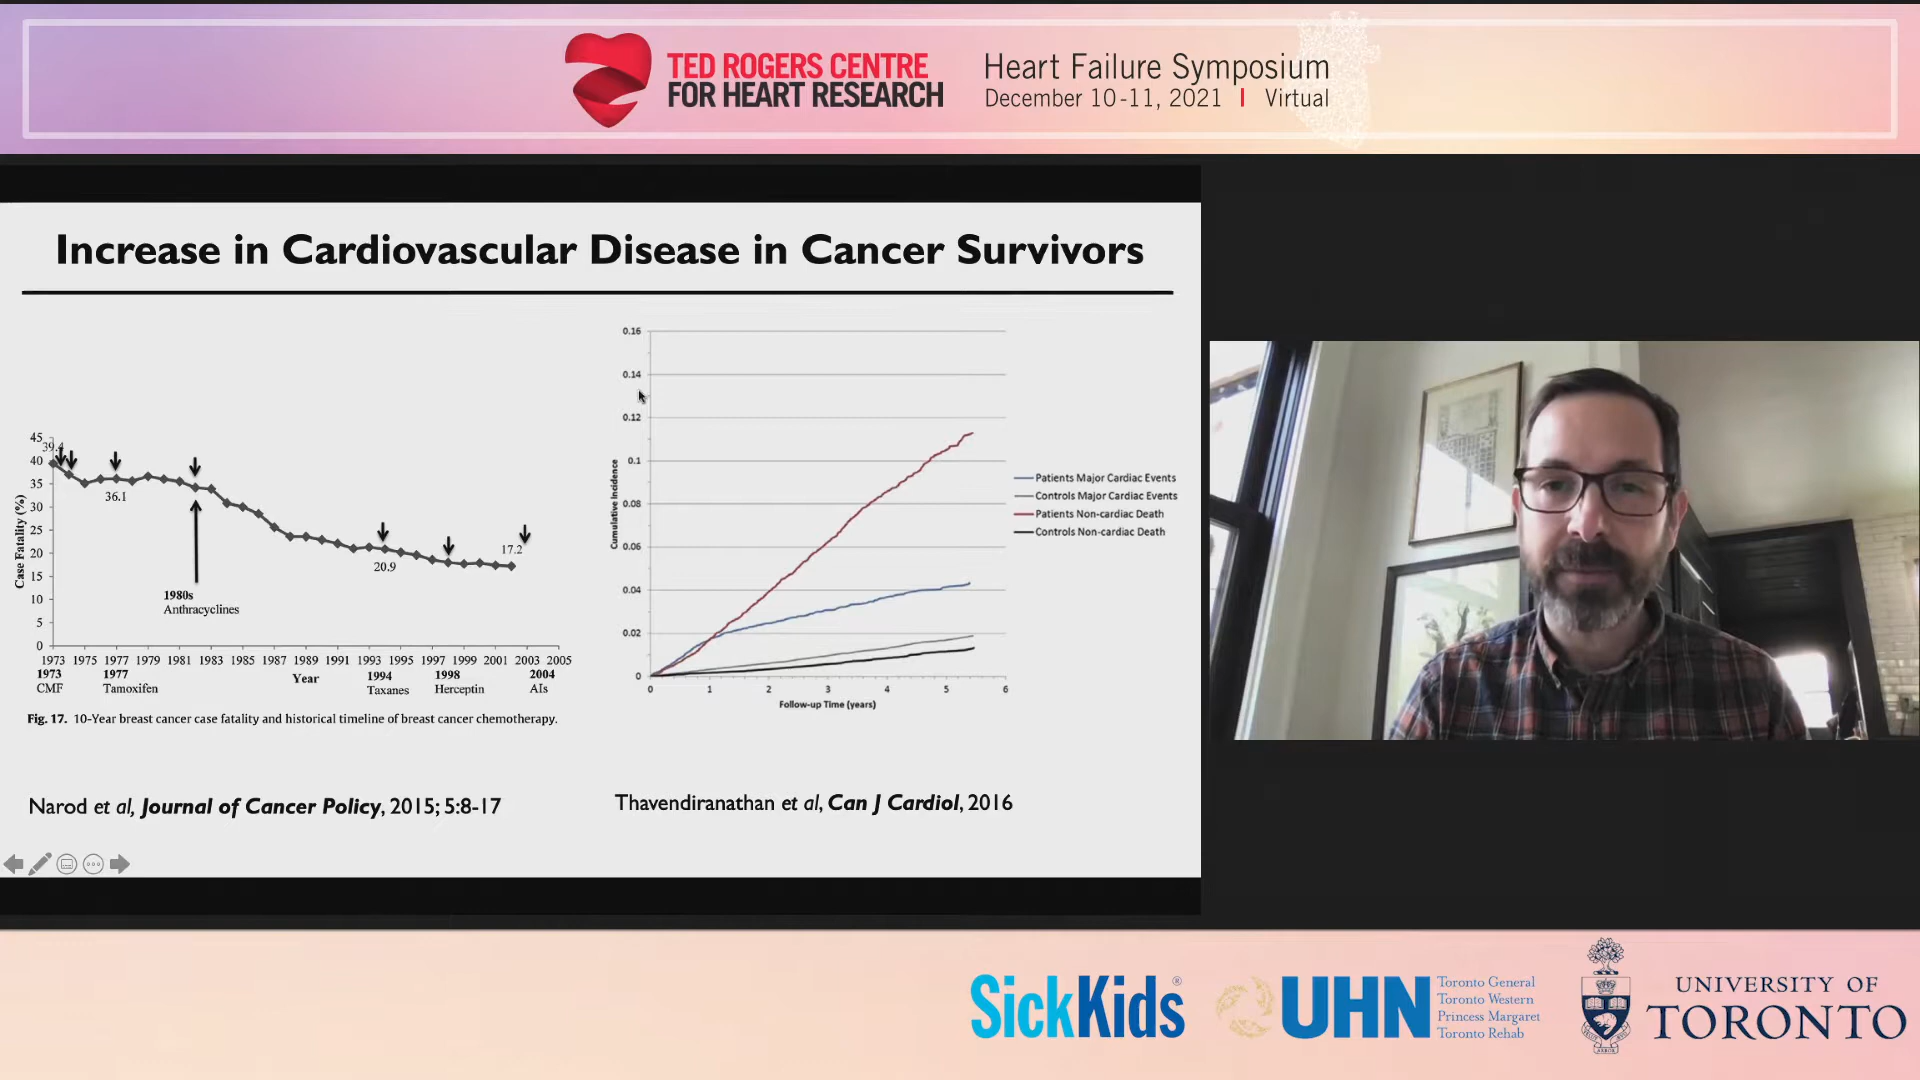 TED ROGERS CENTRE
FOR HEART RESEARCH
Heart Failure Symposium
December 10-11, 2021 | Virtual
Increase in Cardiovascular Disease in Cancer Survivors
45
40
35
30
25
20
15
10
5
0
Case Fatality (%)
39.4
36.1
20.9
17.2
1980s
Anthracyclines
1973 1975 1977 1979 1981 1983 1985 1987 1989 1991 1993 1995 1997 1999 2001 2003 2005
1973 1977 Year 1994 1998 2004
CMF Tamoxifen Taxanes Herceptin AIs
Fig. 17. 10-Year breast cancer case fatality and historical timeline of breast cancer chemotherapy.
0.16
0.14
0.12
0.1
0.08
0.06
0.04
0.02
0
Cumulative Incidence
0 1 2 3 4 5 6
Follow-up Time (years)
Patients Major Cardiac Events
Controls Major Cardiac Events
Patients Non-cardiac Death
Controls Non-cardiac Death
Narod et al, Journal of Cancer Policy, 2015; 5:8-17
Thavendiranathan et al, Can J Cardiol, 2016
SickKids®
UHN
Toronto General
Toronto Western
Princess Margaret
Toronto Rehab
UNIVERSITY OF
TORONTO